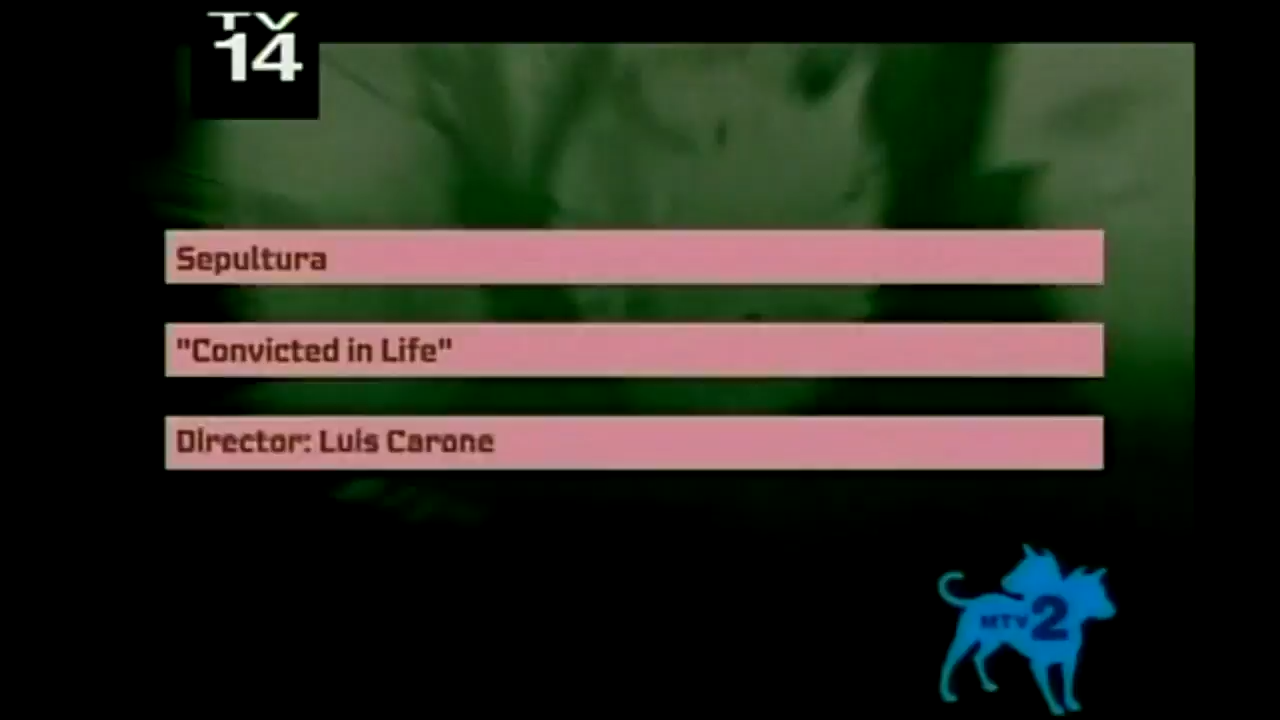 TV
14
Sepultura
"Convicted in Life"
Director: Luis Carone
MTV2